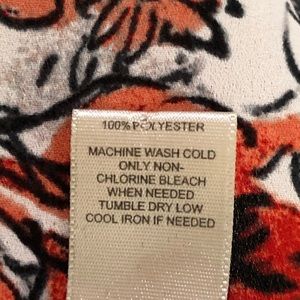 100% POLYESTER
MACHINE WASH COLD
ONLY NON-
CHLORINE BLEACH
WHEN NEEDED
TUMBLE DRY LOW
COOL IRON IF NEEDED